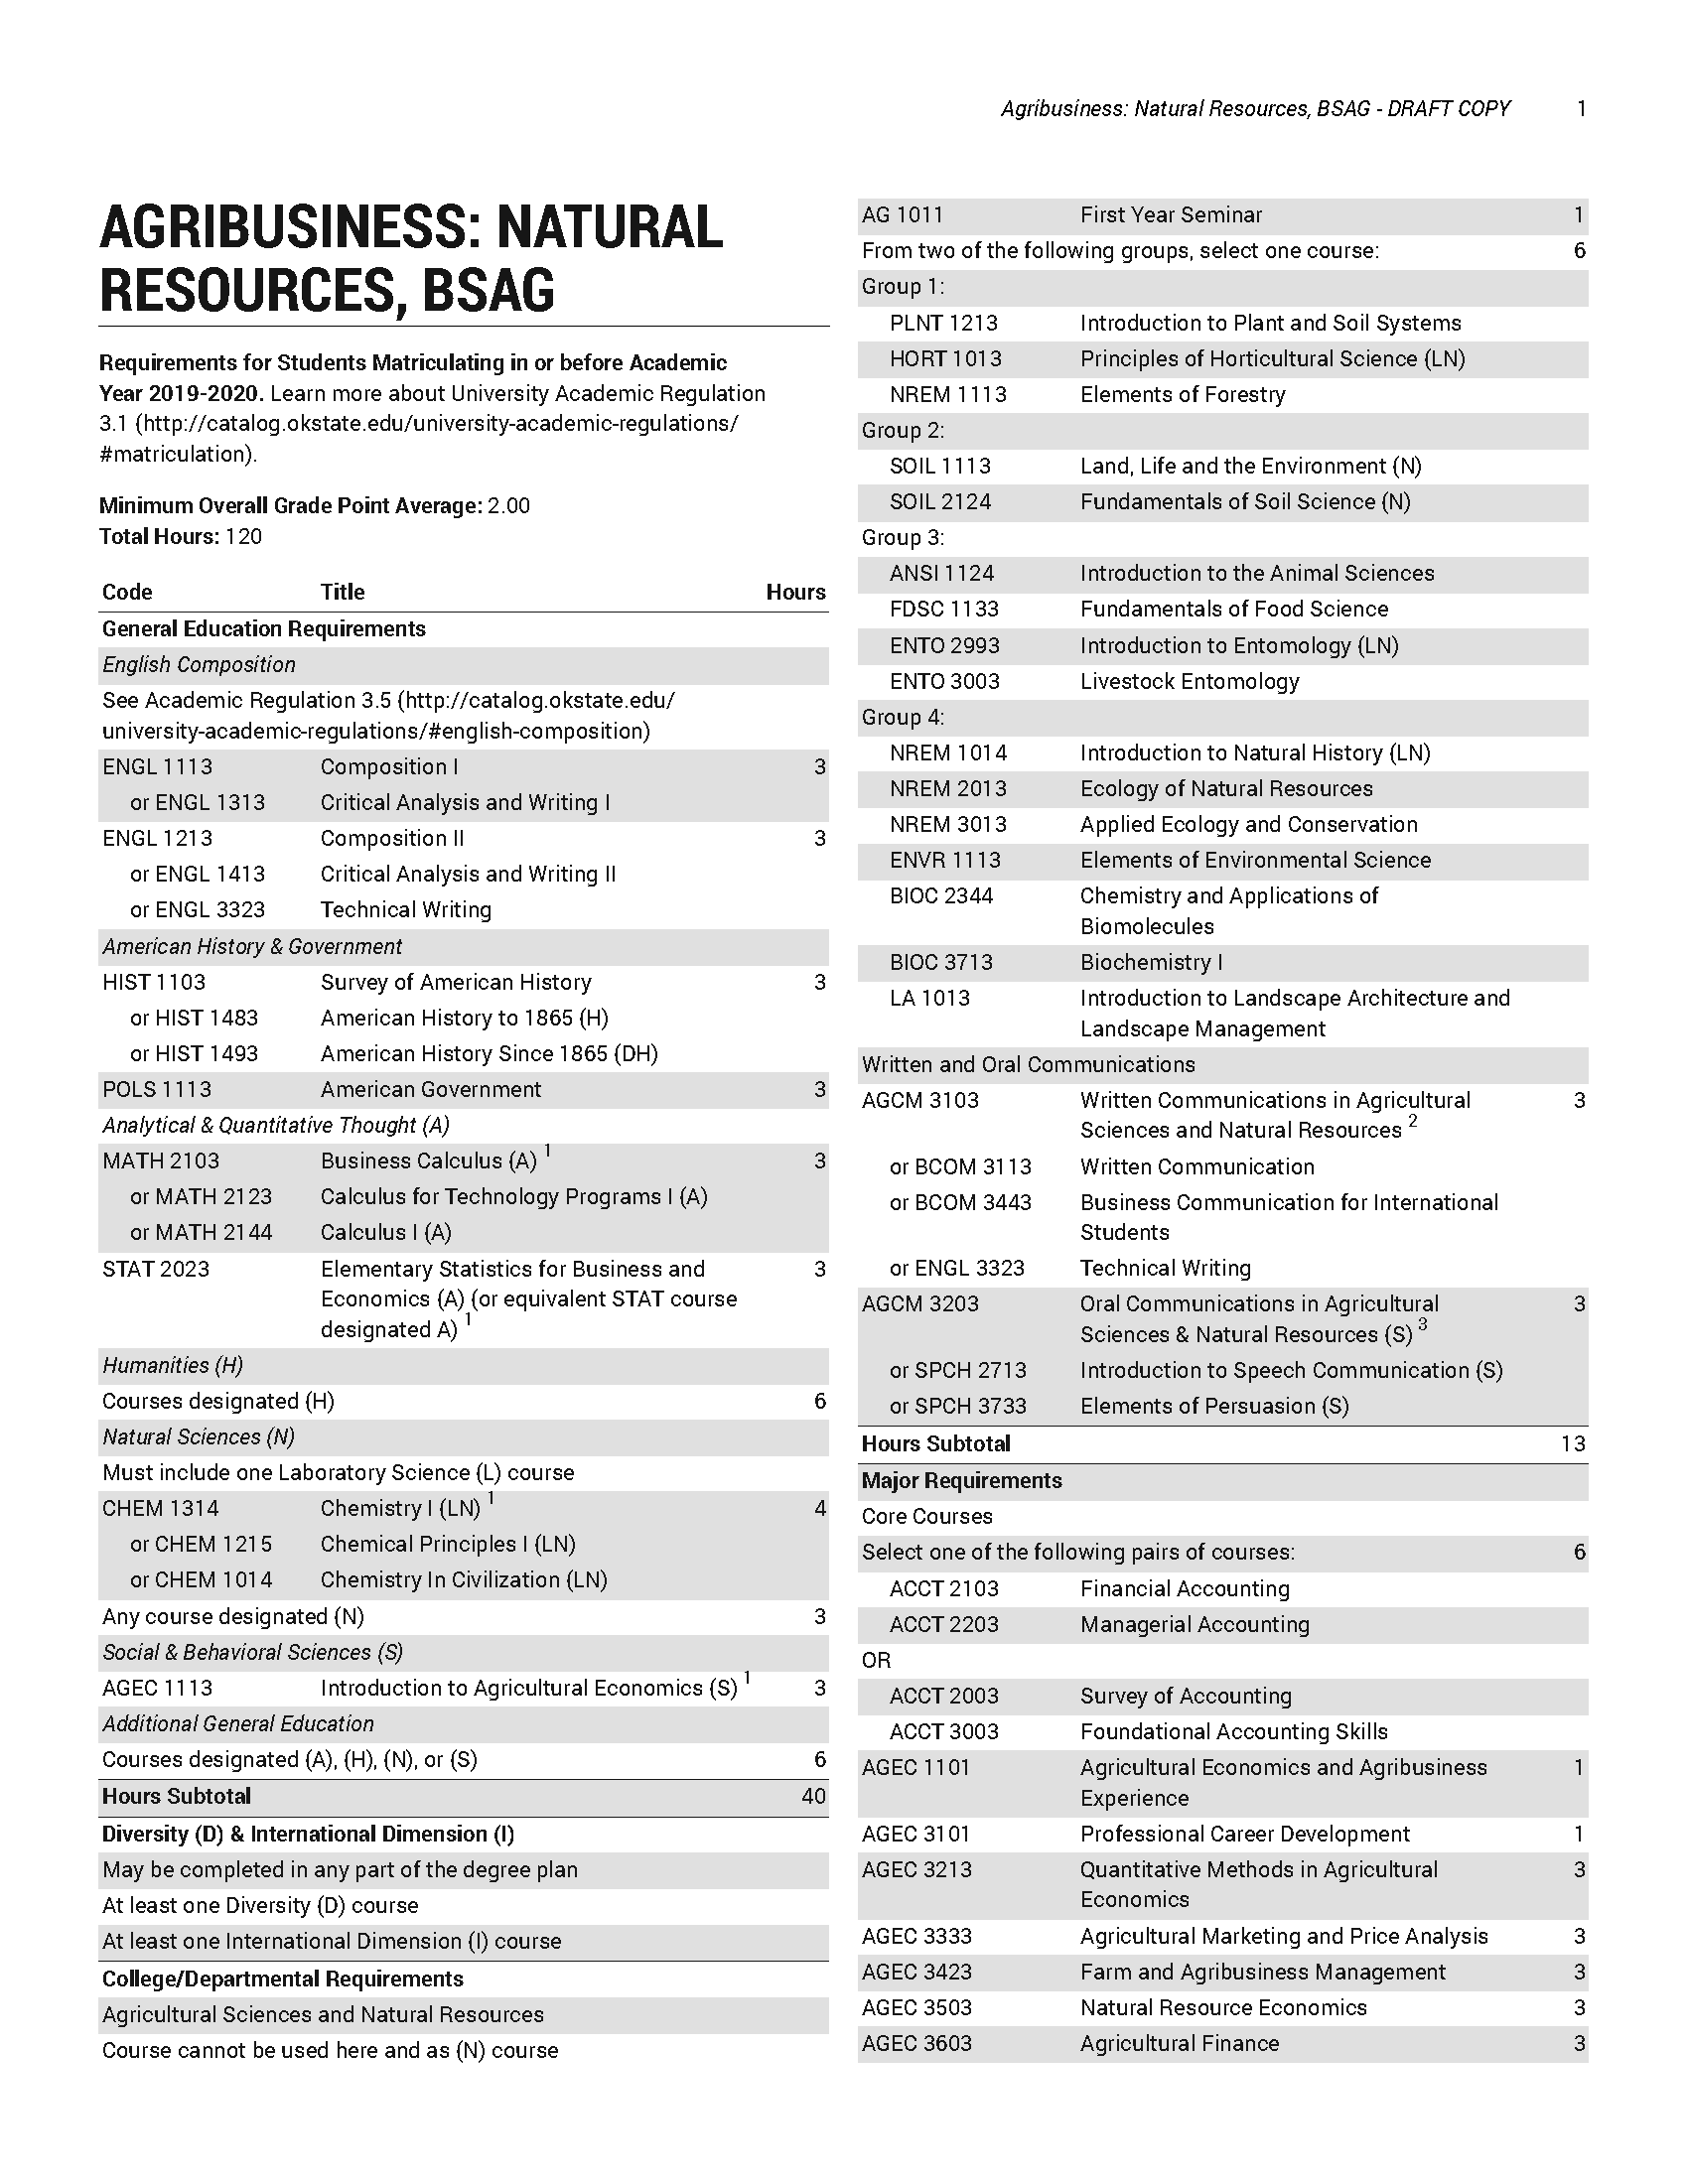 Agribusiness: Natural Resources, BSAG - DRAFT COPY 1
AGRIBUSINESS: NATURAL
RESOURCES, BSAG
Requirements for Students Matriculating in or before Academic
Year 2019-2020. Learn more about University Academic Regulation
3.1 (http://catalog.okstate.edu/university-academic-regulations/
#matriculation).
Minimum Overall Grade Point Average: 2.00
Total Hours: 120
Code Title Hours
General Education Requirements
English Composition
See Academic Regulation 3.5 (http://catalog.okstate.edu/
university-academic-regulations/#english-composition)
ENGL 1113 Composition I 3
or ENGL 1313 Critical Analysis and Writing I
ENGL 1213 Composition II 3
or ENGL 1413 Critical Analysis and Writing II
or ENGL 3323 Technical Writing
American History & Government
HIST 1103 Survey of American History 3
or HIST 1483 American History to 1865 (H)
or HIST 1493 American History Since 1865 (DH)
POLS 1113 American Government 3
Analytical & Quantitative Thought (A)
MATH 2103 Business Calculus (A) 1 3
or MATH 2123 Calculus for Technology Programs I (A)
or MATH 2144 Calculus I (A)
STAT 2023 Elementary Statistics for Business and 3
Economics (A) (or equivalent STAT course
designated A) 1
Humanities (H)
Courses designated (H) 6
Natural Sciences (N)
Must include one Laboratory Science (L) course
CHEM 1314 Chemistry I (LN) 1 4
or CHEM 1215 Chemical Principles I (LN)
or CHEM 1014 Chemistry In Civilization (LN)
Any course designated (N) 3
Social & Behavioral Sciences (S)
AGEC 1113 Introduction to Agricultural Economics (S) 1 3
Additional General Education
Courses designated (A), (H), (N), or (S) 6
Hours Subtotal 40
Diversity (D) & International Dimension (I)
May be completed in any part of the degree plan
At least one Diversity (D) course
At least one International Dimension (I) course
College/Departmental Requirements
Agricultural Sciences and Natural Resources
Course cannot be used here and as (N) course
AG 1011 First Year Seminar 1
From two of the following groups, select one course: 6
Group 1:
PLNT 1213 Introduction to Plant and Soil Systems
HORT 1013 Principles of Horticultural Science (LN)
NREM 1113 Elements of Forestry
Group 2:
SOIL 1113 Land, Life and the Environment (N)
SOIL 2124 Fundamentals of Soil Science (N)
Group 3:
ANSI 1124 Introduction to the Animal Sciences
FDSC 1133 Fundamentals of Food Science
ENTO 2993 Introduction to Entomology (LN)
ENTO 3003 Livestock Entomology
Group 4:
NREM 1014 Introduction to Natural History (LN)
NREM 2013 Ecology of Natural Resources
NREM 3013 Applied Ecology and Conservation
ENVR 1113 Elements of Environmental Science
BIOC 2344 Chemistry and Applications of
Biomolecules
BIOC 3713 Biochemistry I
LA 1013 Introduction to Landscape Architecture and
Landscape Management
Written and Oral Communications
AGCM 3103 Written Communications in Agricultural 3
Sciences and Natural Resources 2
or BCOM 3113 Written Communication
or BCOM 3443 Business Communication for International
Students
or ENGL 3323 Technical Writing
AGCM 3203 Oral Communications in Agricultural 3
Sciences & Natural Resources (S) 3
or SPCH 2713 Introduction to Speech Communication (S)
or SPCH 3733 Elements of Persuasion (S)
Hours Subtotal 13
Major Requirements
Core Courses
Select one of the following pairs of courses: 6
ACCT 2103 Financial Accounting
ACCT 2203 Managerial Accounting
OR
ACCT 2003 Survey of Accounting
ACCT 3003 Foundational Accounting Skills
AGEC 1101 Agricultural Economics and Agribusiness 1
Experience
AGEC 3101 Professional Career Development 1
AGEC 3213 Quantitative Methods in Agricultural 3
Economics
AGEC 3333 Agricultural Marketing and Price Analysis 3
AGEC 3423 Farm and Agribusiness Management 3
AGEC 3503 Natural Resource Economics 3
AGEC 3603 Agricultural Finance 3